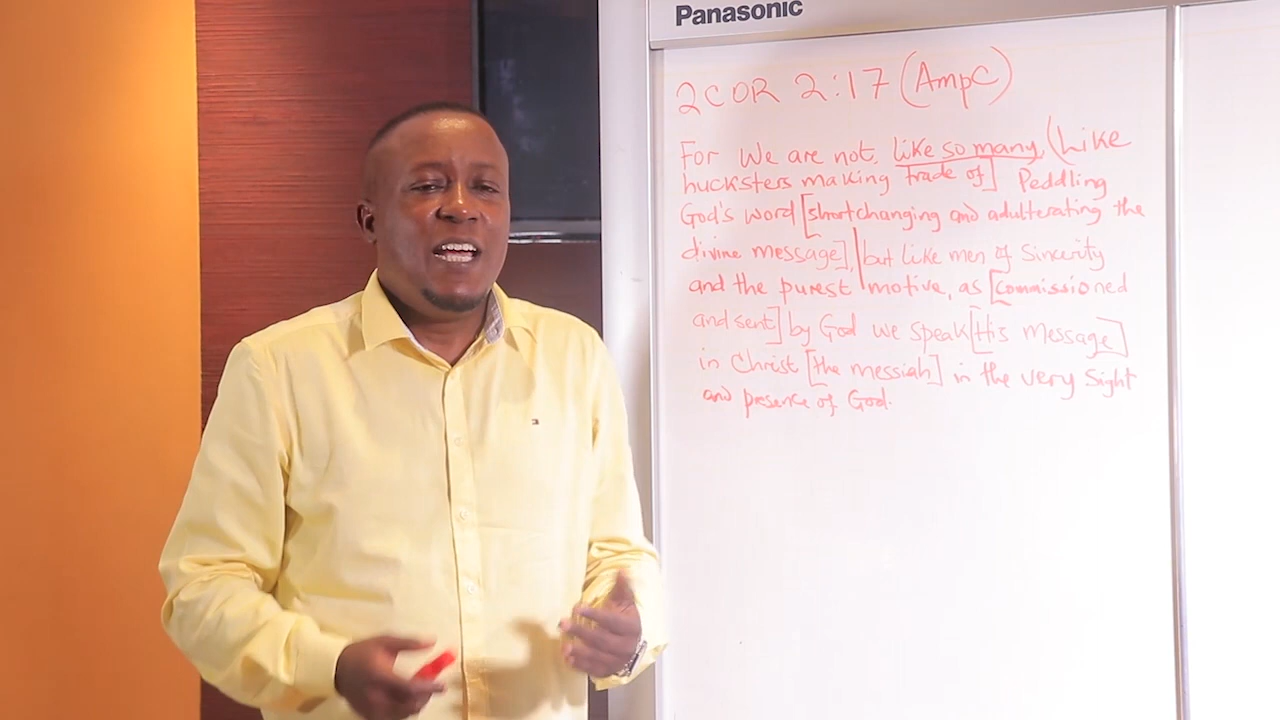 Panasonic
2COR 2:17 (AmpC)
For We are not, like so many, (Like
hucksters making trade of] Peddling
God's word [shortchanging and adulterating the
divine message], but like men of Sincerity
and the purest motive, as [commissioned
and sent] by God we speak [His message]
in Christ [the messiah] in the very Sight
and presence of God.